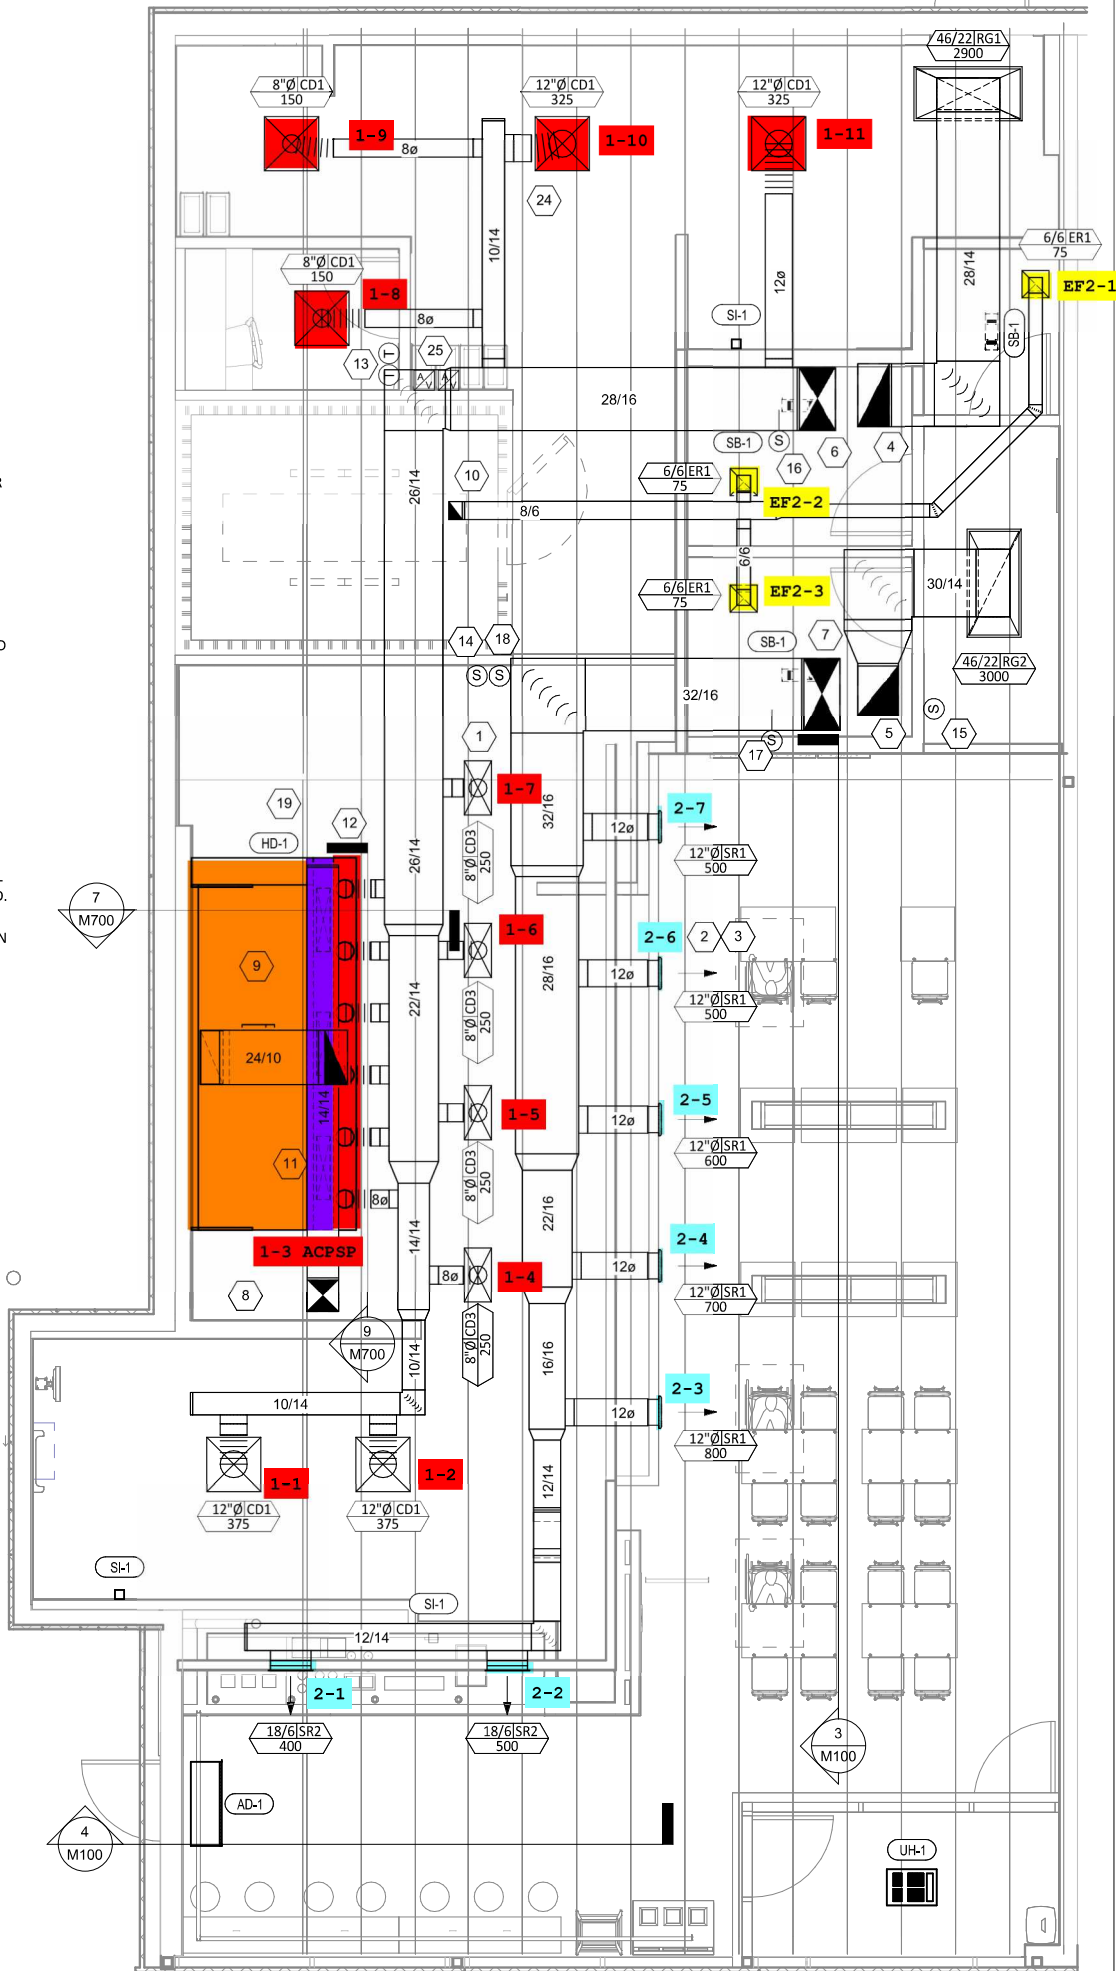 46/22 RG1
2900
8"Ø CD1
150
12"Ø CD1
325
12"Ø CD1
325
1-9
1-10
1-11
8ø
24
10/14
12ø
28/14
6/6 ER1
75
EF2-1
8"Ø CD1
150
1-8
8ø
SI-1
SB-1
13
T
T
25
A
V
A
V
28/16
SB-1
S
16
6
4
26/14
10
6/6 ER1
75
EF2-2
8/6
R
6/6
6/6 ER1
75
EF2-3
30/14
14
18
SB-1
7
D
S
S
46/22 RG2
3000
32/16
S
17
5
S
15
1
1-7
2-7
19
12
HD-1
32/16
12ø
26/14
8"Ø CD3
250
12"Ø SR1
500
D.
7
M700
N
1-6
2-6
2
3
9
22/14
28/16
12ø
8"Ø CD3
250
12"Ø SR1
500
24/10
14/14
1-5
2-5
12ø
11
8"Ø CD3
250
12"Ø SR1
600
8ø
22/16
14/14
1-3 ACPSP
2-4
8ø
1-4
12ø
8
12"Ø SR1
700
9
M700
8"Ø CD3
250
10/14
16/16
10/14
2-3
12ø
12"Ø SR1
800
1-1
1-2
12/14
12"Ø CD1
375
12"Ø CD1
375
SI-1
SI-1
12/14
2-1
2-2
18/6 SR2
400
18/6 SR2
500
3
M100
AD-1
4
M100
UH-1